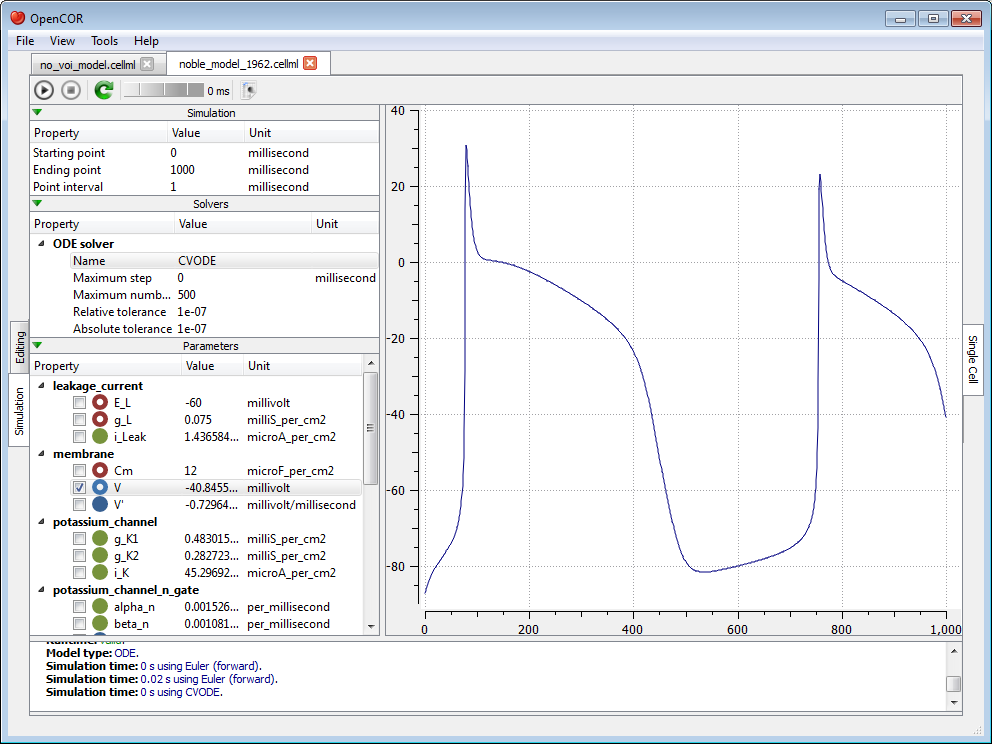 OpenCOR
File View Tools Help
no_voi_model.cellml noble_model_1962.cellml
0 ms
Simulation
Property Value Unit
Starting point 0 millisecond
Ending point 1000 millisecond
Point interval 1 millisecond
Solvers
Property Value Unit
ODE solver
Name CVODE
Maximum step 0 millisecond
Maximum numb... 500
Relative tolerance 1e-07
Absolute tolerance 1e-07
Parameters
Property Value Unit
leakage_current
E_L -60 millivolt
g_L 0.075 milliS_per_cm2
i_Leak 1.436584... microA_per_cm2
membrane
Cm 12 microF_per_cm2
V -40.8455... millivolt
V' -0.72964... millivolt/millisecond
potassium_channel
g_K1 0.483015... milliS_per_cm2
g_K2 0.282723... milliS_per_cm2
i_K 45.29692... microA_per_cm2
potassium_channel_n_gate
alpha_n 0.001526... per_millisecond
beta_n 0.001081... per_millisecond
Editing
Simulation
40
20
0
-20
-40
-60
-80
0 200 400 600 800 1,000
Single Cell
Model type: ODE.
Simulation time: 0 s using Euler (forward).
Simulation time: 0.02 s using Euler (forward).
Simulation time: 0 s using CVODE.